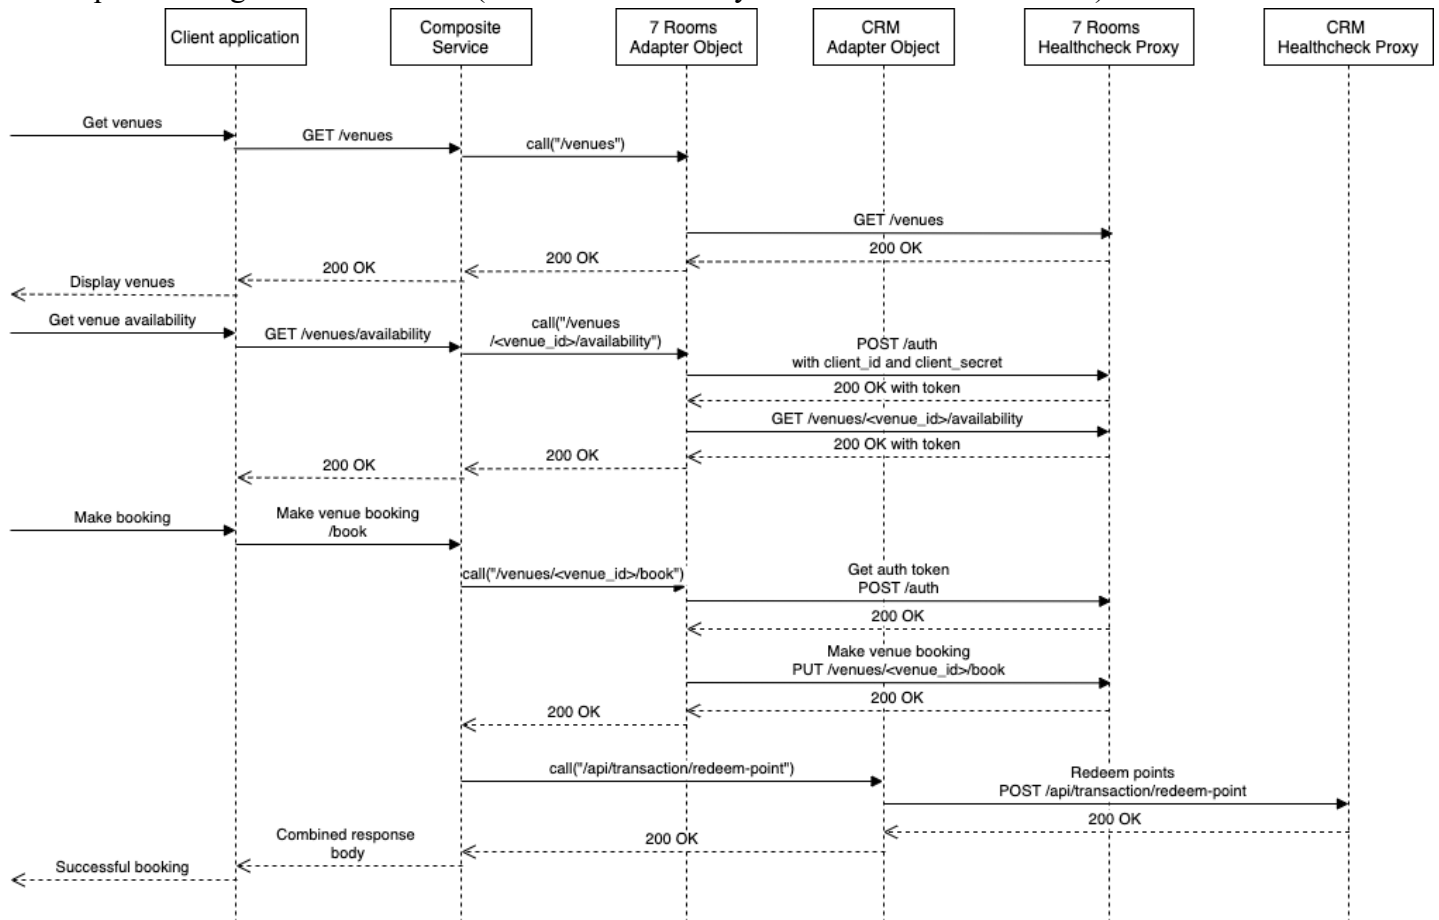 Client application
Composite
Service
7 Rooms
Adapter Object
CRM
Adapter Object
7 Rooms
Healthcheck Proxy
CRM
Healthcheck Proxy
Get venues
GET /venues
call("/venues")
GET /venues
200 OK
200 OK
200 OK
Display venues
Get venue availability
GET /venues/availability
call("/venues
/<venue_id>/availability")
POST /auth
with client_id and client_secret
200 OK with token
GET /venues/<venue_id>/availability
200 OK with token
200 OK
200 OK
Make booking
Make venue booking
/book
call("/venues/<venue_id>/book")
Get auth token
POST /auth
200 OK
Make venue booking
PUT /venues/<venue_id>/book
200 OK
200 OK
call("/api/transaction/redeem-point")
Redeem points
POST /api/transaction/redeem-point
200 OK
200 OK
Combined response
body
Successful booking